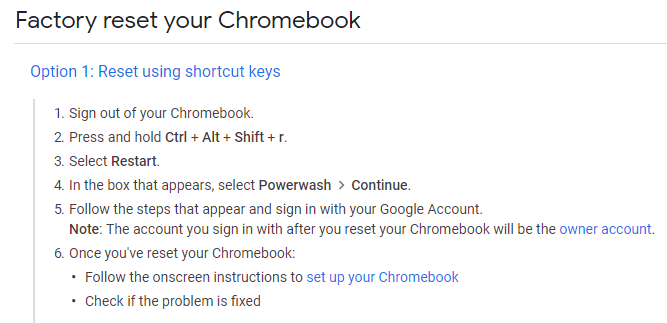 Factory reset your Chromebook
Option 1: Reset using shortcut keys
1. Sign out of your Chromebook.
2. Press and hold Ctrl + Alt + Shift + r.
3. Select Restart.
4. In the box that appears, select Powerwash > Continue.
5. Follow the steps that appear and sign in with your Google Account.
Note: The account you sign in with after you reset your Chromebook will be the owner account.
6. Once you've reset your Chromebook:
• Follow the onscreen instructions to set up your Chromebook
• Check if the problem is fixed